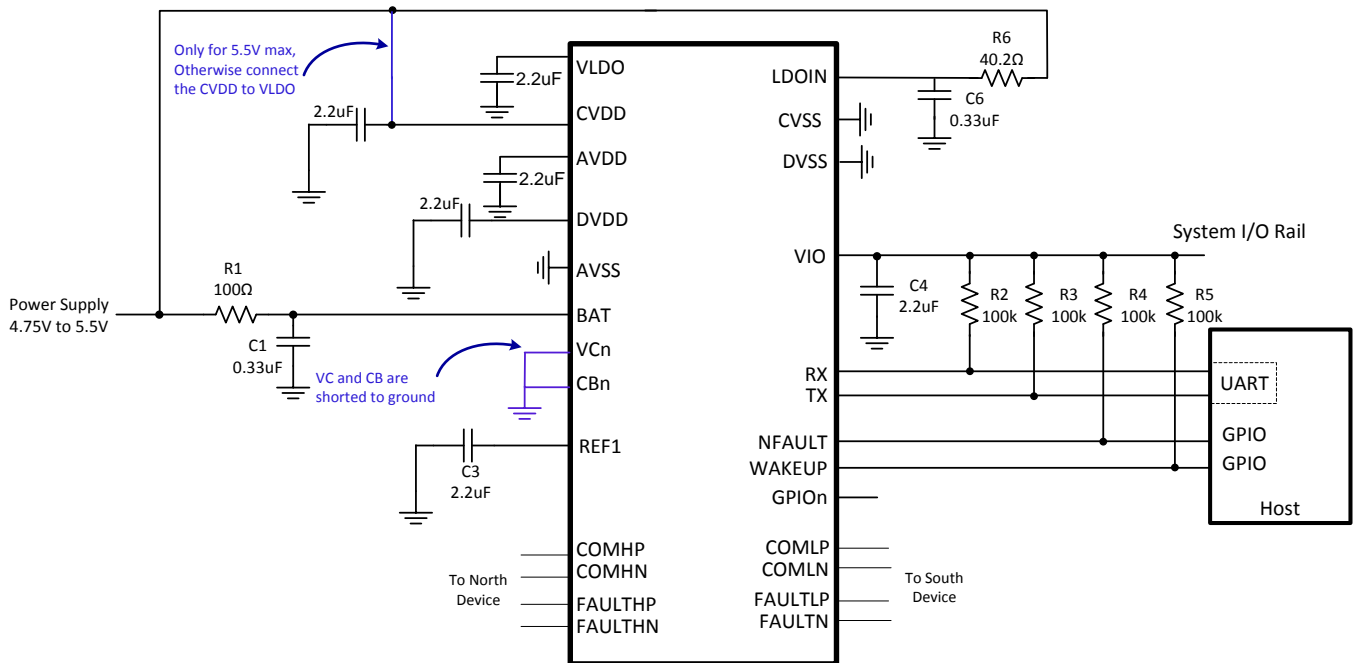 Only for 5.5V max,
Otherwise connect
the CVDD to VLDO
2.2uF
VLDO
2.2uF
CVDD
AVDD
2.2uF
2.2uF
DVDD
AVSS
R1
100Ω
Power Supply
4.75V to 5.5V
BAT
C1
0.33uF
VCn
CBn
VC and CB are
shorted to ground
REF1
C3
2.2uF
COMHP
COMHN
To North
Device
FAULTHP
FAULTHN
R6
40.2Ω
LDOIN
C6
0.33uF
CVSS
DVSS
System I/O Rail
VIO
C4
2.2uF
R2
100k
R3
100k
R4
100k
R5
100k
RX
TX
UART
NFAULT
GPIO
WAKEUP
GPIO
GPIOn
Host
COMLP
COMLN
To South
Device
FAULTLP
FAULTN